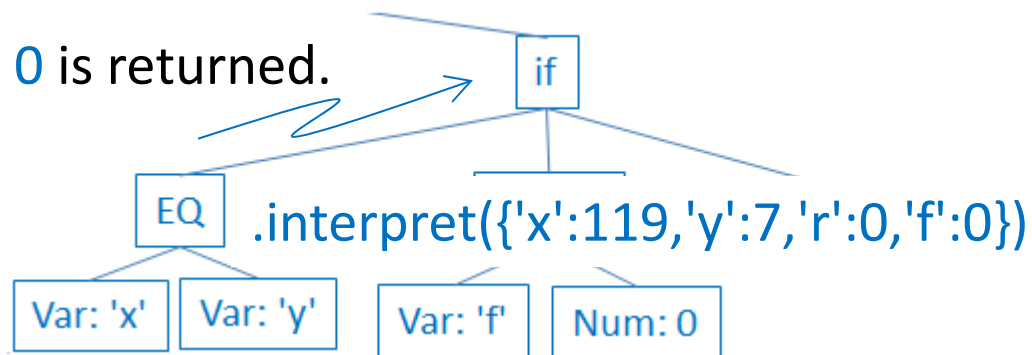 0 is returned.
if
EQ
.interpret({'x':119,'y':7,'r':0,'f':0})
Var: 'x'
Var: 'y'
Var: 'f'
Num: 0